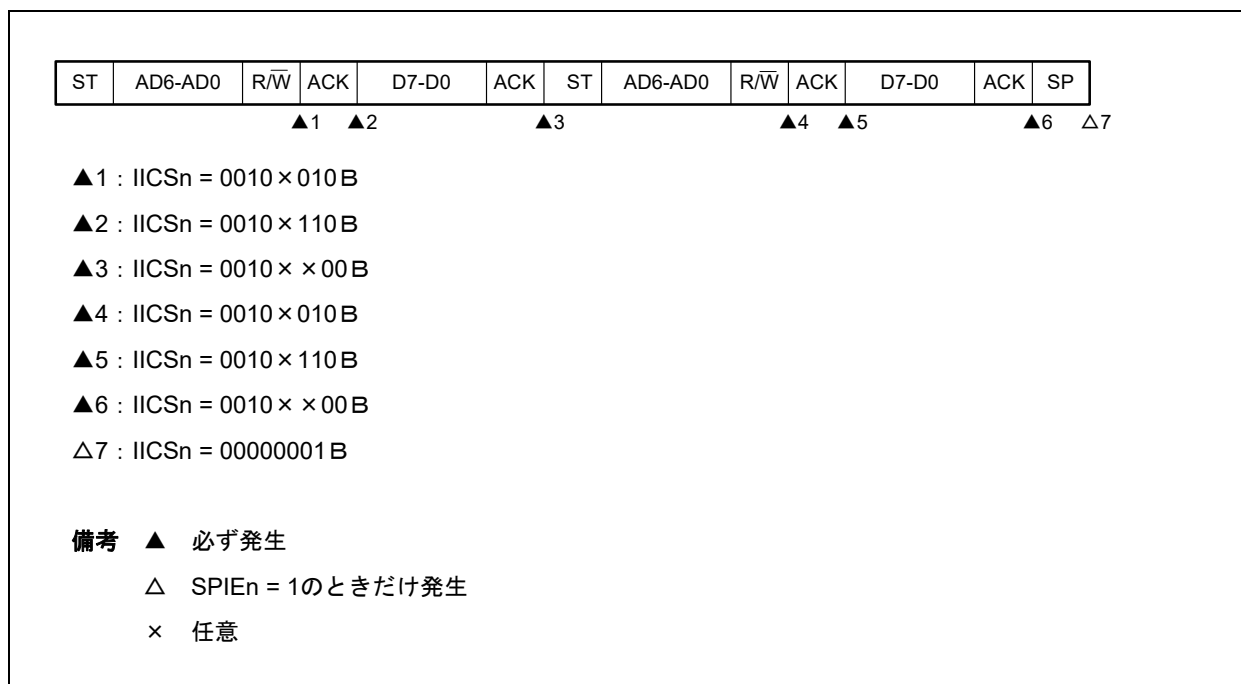 ST AD6-AD0 R/W̅ ACK D7-D0 ACK ST AD6-AD0 R/W̅ ACK D7-D0 ACK SP
▲1 ▲2 ▲3 ▲4 ▲5 ▲6 △7
▲1 : IICSn = 0010×010B
▲2 : IICSn = 0010×110B
▲3 : IICSn = 0010××00B
▲4 : IICSn = 0010×010B
▲5 : IICSn = 0010×110B
▲6 : IICSn = 0010××00B
△7 : IICSn = 00000001B
備考 ▲ 必ず発生
△ SPIEn = 1のときだけ発生
× 任意